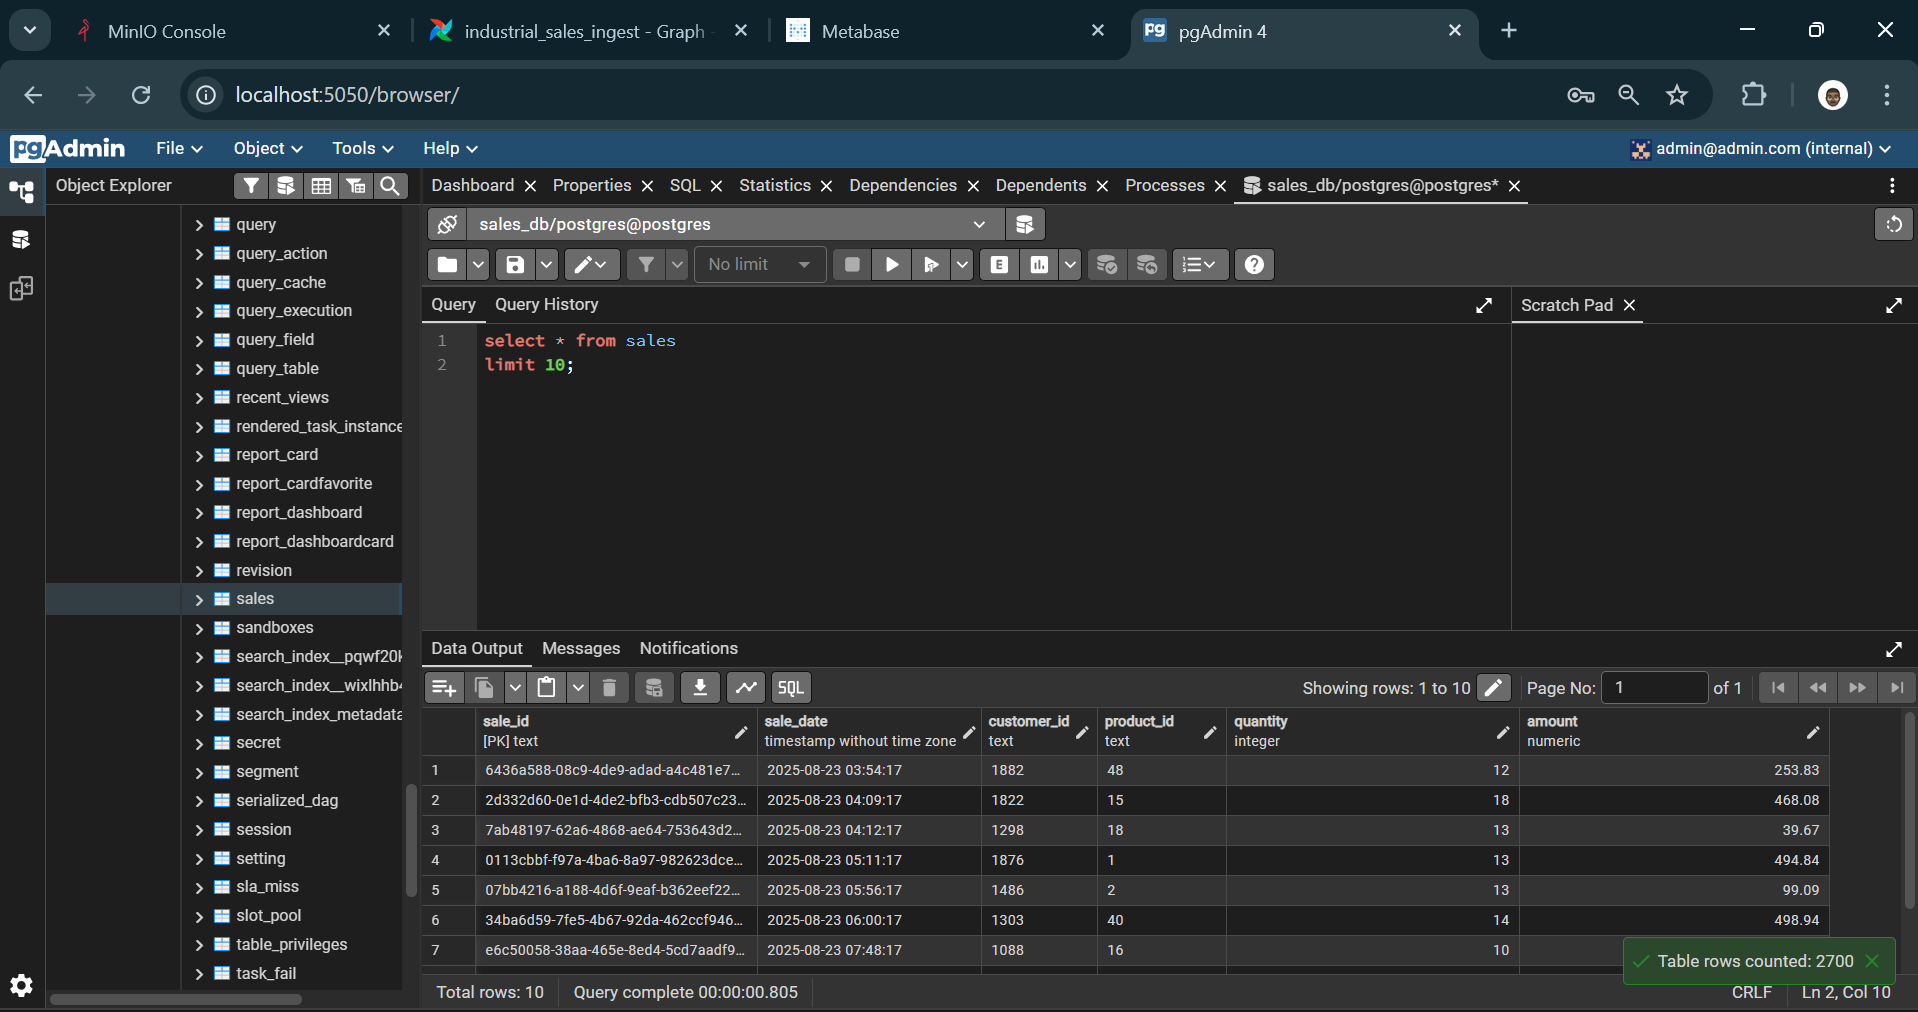 MinIO Console
industrial_sales_ingest - Graph
Metabase
pgAdmin 4
localhost:5050/browser/
pgAdmin
File
Object
Tools
Help
admin@admin.com (internal)
Object Explorer
Dashboard
Properties
SQL
Statistics
Dependencies
Dependents
Processes
sales_db/postgres@postgres*
query
query_action
query_cache
query_execution
query_field
query_table
recent_views
rendered_task_instance
report_card
report_cardfavorite
report_dashboard
report_dashboardcard
revision
sales
sandboxes
search_index__pqwf20
search_index__wixlhhb
search_index_metadata
secret
segment
serialized_dag
session
setting
sla_miss
slot_pool
table_privileges
task_fail
sales_db/postgres@postgres
No limit
E
Query Query History
Scratch Pad
1 select * from sales
2 limit 10;
Data Output Messages Notifications
SQL
Showing rows: 1 to 10
Page No: 1 of 1
sale_id sale_date customer_id product_id quantity amount
[PK] text timestamp without time zone text text integer numeric
1 6436a588-08c9-4de9-adad-a4c481e7... 2025-08-23 03:54:17 1882 48 12 253.83
2 2d332d60-0e1d-4de2-bfb3-cdb507c23... 2025-08-23 04:09:17 1822 15 18 468.08
3 7ab48197-62a6-4868-ae64-753643d2... 2025-08-23 04:12:17 1298 18 13 39.67
4 0113cbbf-f97a-4ba6-8a97-982623dce... 2025-08-23 05:11:17 1876 1 13 494.84
5 07bb4216-a188-4d6f-9eaf-b362eef22... 2025-08-23 05:56:17 1486 2 13 99.09
6 34ba6d59-7fe5-4b67-92da-462ccf946... 2025-08-23 06:00:17 1303 40 14 498.94
7 e6c50058-38aa-465e-8ed4-5cd7aadf9... 2025-08-23 07:48:17 1088 16 10
Table rows counted: 2700
Total rows: 10
Query complete 00:00:00.805
CRLF
Ln 2, Col 10